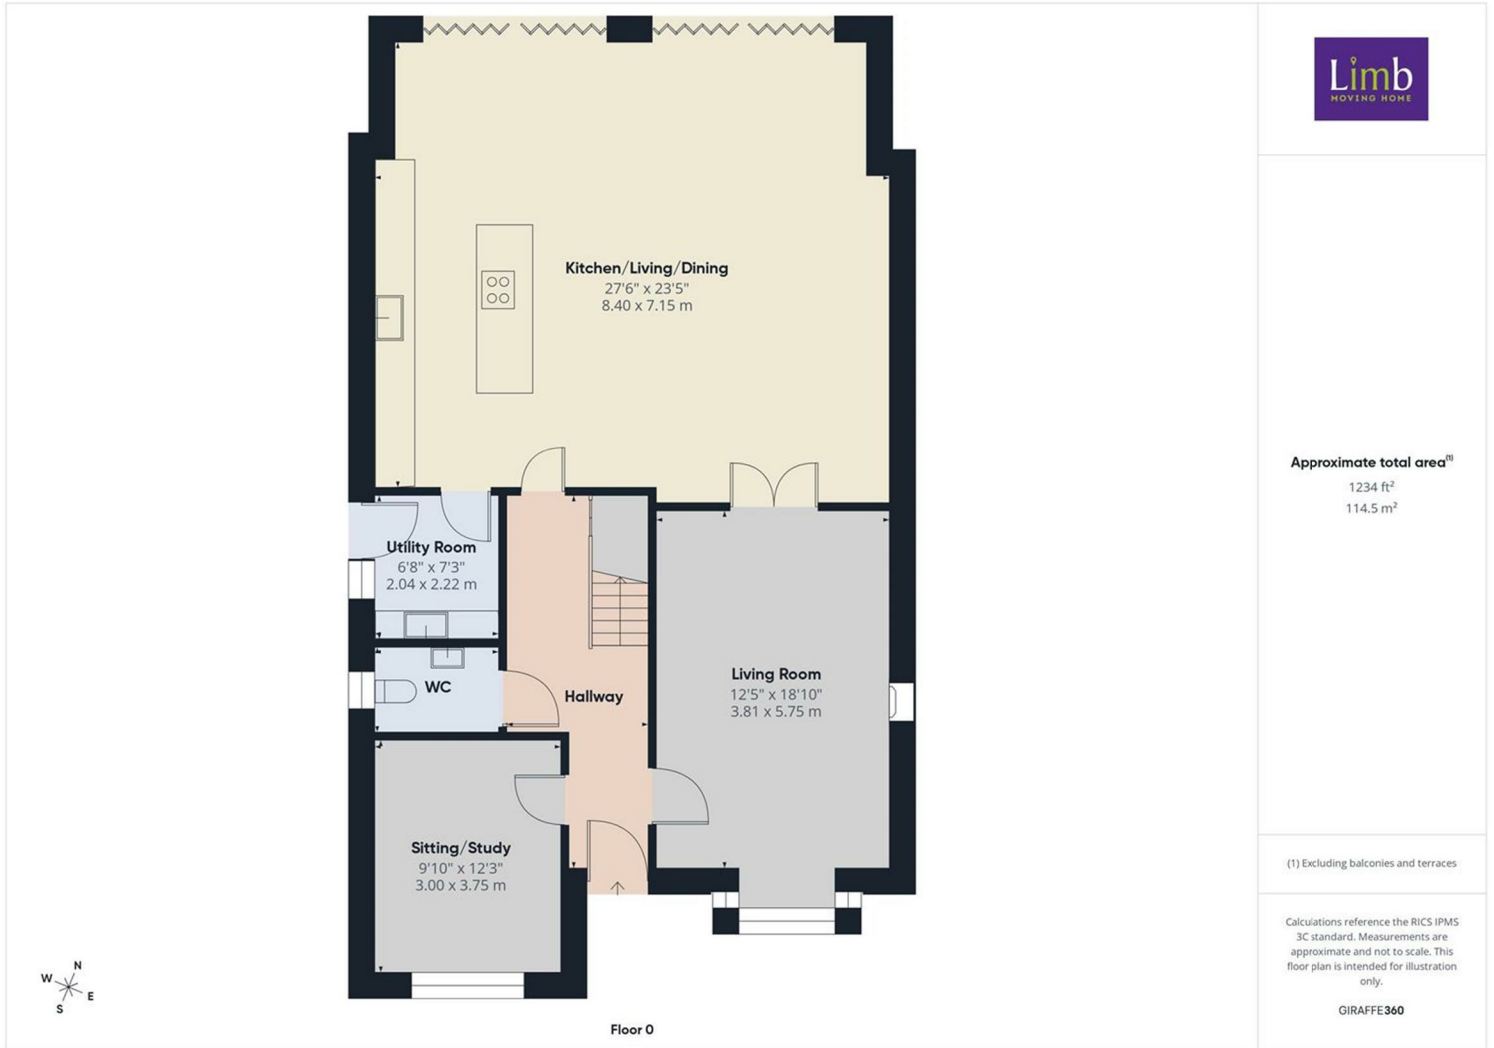 Limb
MOVING HOME
Kitchen/Living/Dining
27'6" x 23'5"
8.40 x 7.15 m
Utility Room
6'8" x 7'3"
2.04 x 2.22 m
WC
Hallway
Living Room
12'5" x 18'10"
3.81 x 5.75 m
Sitting/Study
9'10" x 12'3"
3.00 x 3.75 m
N
W
E
S
Floor 0
Approximate total area(1)
1234 ft²
114.5 m²
(1) Excluding balconies and terraces
Calculations reference the RICS IPMS
3C standard. Measurements are
approximate and not to scale. This
floor plan is intended for illustration
only.
GIRAFFE360